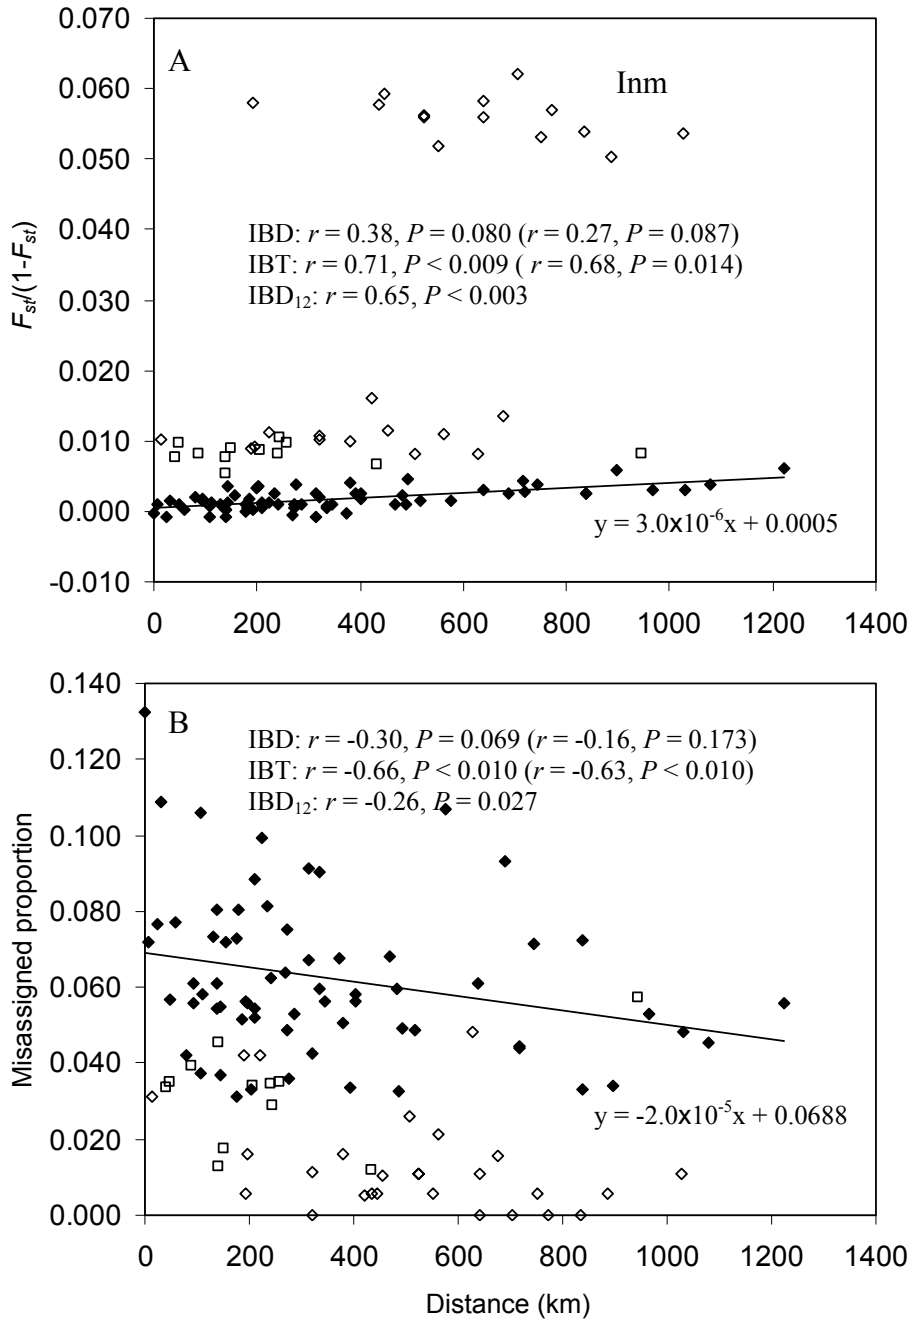 0.070
0.060
0.050
0.040
0.030
0.020
0.010
0.000
-0.010
Fst/(1-Fst)
A
Inm
IBD: r = 0.38, P = 0.080 (r = 0.27, P = 0.087)
IBT: r = 0.71, P < 0.009 ( r = 0.68, P = 0.014)
IBD12: r = 0.65, P < 0.003
y = 3.0x10-6x + 0.0005
0 200 400 600 800 1000 1200 1400
0.140
0.120
0.100
0.080
0.060
0.040
0.020
0.000
Misassigned proportion
B
IBD: r = -0.30, P = 0.069 (r = -0.16, P = 0.173)
IBT: r = -0.66, P < 0.010 (r = -0.63, P < 0.010)
IBD12: r = -0.26, P = 0.027
y = -2.0x10-5x + 0.0688
0 200 400 600 800 1000 1200 1400
Distance (km)